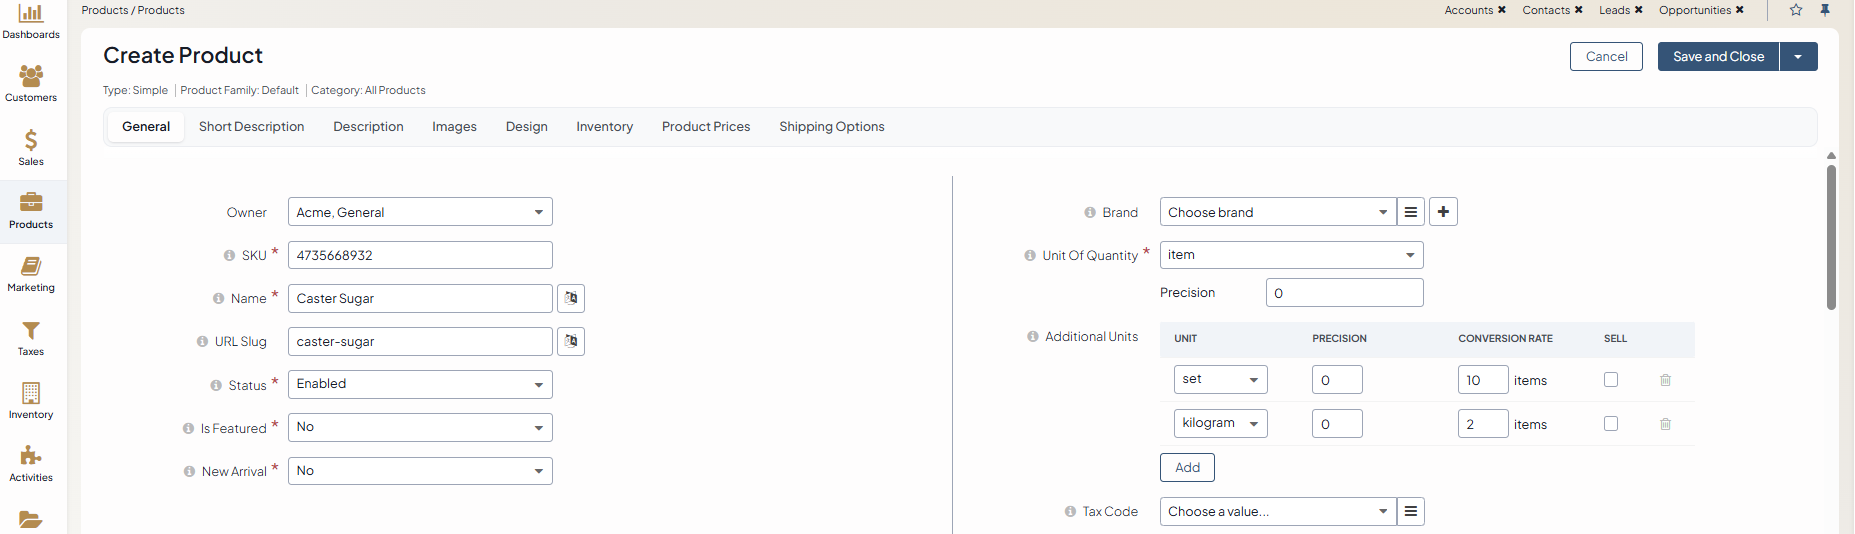 Dashboards
Customers
Sales
Products
Marketing
Taxes
Inventory
Activities
Products / Products
Accounts ✖ Contacts ✖ Leads ✖ Opportunities ✖
Create Product
Cancel
Save and Close
Type: Simple | Product Family: Default | Category: All Products
General Short Description Description Images Design Inventory Product Prices Shipping Options
Owner Acme, General
SKU * 4735668932
Name * Caster Sugar
URL Slug caster-sugar
Status * Enabled
Is Featured * No
New Arrival * No
Brand Choose brand
Unit Of Quantity * item
Precision 0
Additional Units UNIT PRECISION CONVERSION RATE SELL
set 0 10 items
kilogram 0 2 items
Add
Tax Code Choose a value...